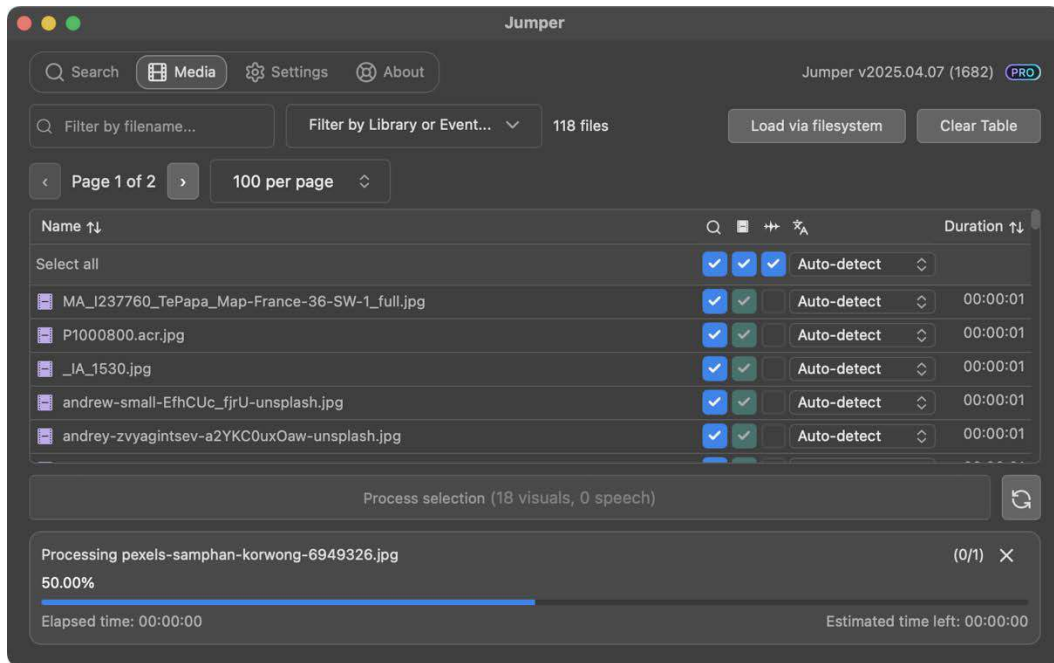 Jumper
Search Media Settings About Jumper v2025.04.07 (1682) PRO
Filter by filename... Filter by Library or Event... 118 files Load via filesystem Clear Table
Page 1 of 2 100 per page
Name Duration
Select all Auto-detect
MA_I237760_TePapa_Map-France-36-SW-1_full.jpg Auto-detect 00:00:01
P1000800.acr.jpg Auto-detect 00:00:01
_IA_1530.jpg Auto-detect 00:00:01
andrew-small-EfhCUc_fjrU-unsplash.jpg Auto-detect 00:00:01
andrey-zvyagintsev-a2YKC0uxOaw-unsplash.jpg Auto-detect 00:00:01
Process selection (18 visuals, 0 speech)
Processing pexels-samphan-korwong-6949326.jpg (0/1)
50.00%
Elapsed time: 00:00:00 Estimated time left: 00:00:00